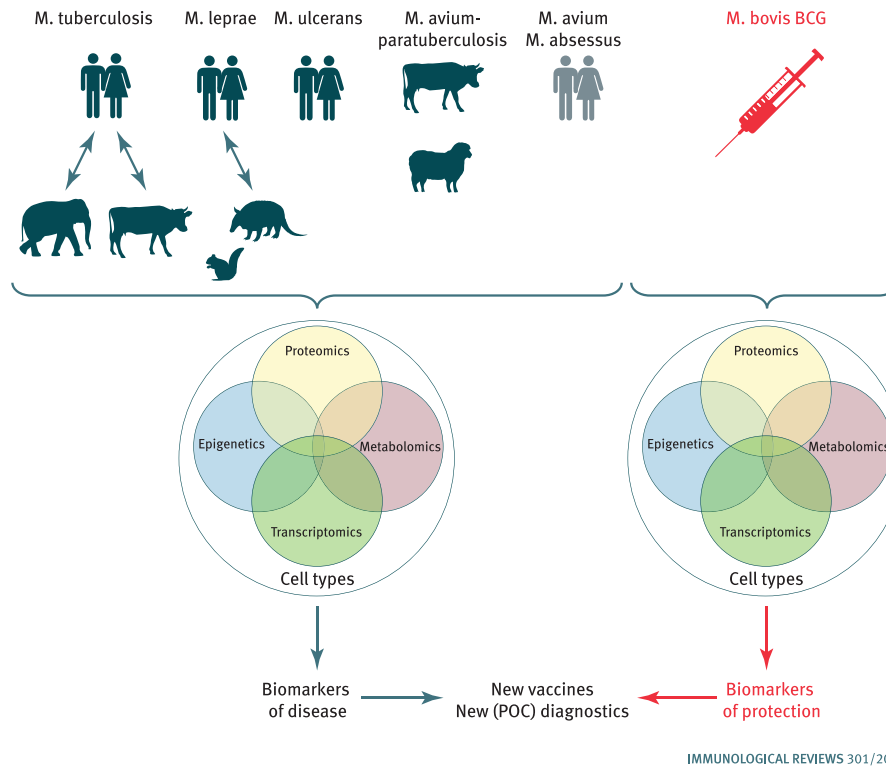 M. tuberculosis
M. leprae
M. ulcerans
M. avium-
paratuberculosis
M. avium
M. absessus
M. bovis BCG
Proteomics
Epigenetics
Metabolomics
Transcriptomics
Cell types
Proteomics
Epigenetics
Metabolomics
Transcriptomics
Cell types
Biomarkers
of disease
New vaccines
New (POC) diagnostics
Biomarkers
of protection
IMMUNOLOGICAL REVIEWS 301/20